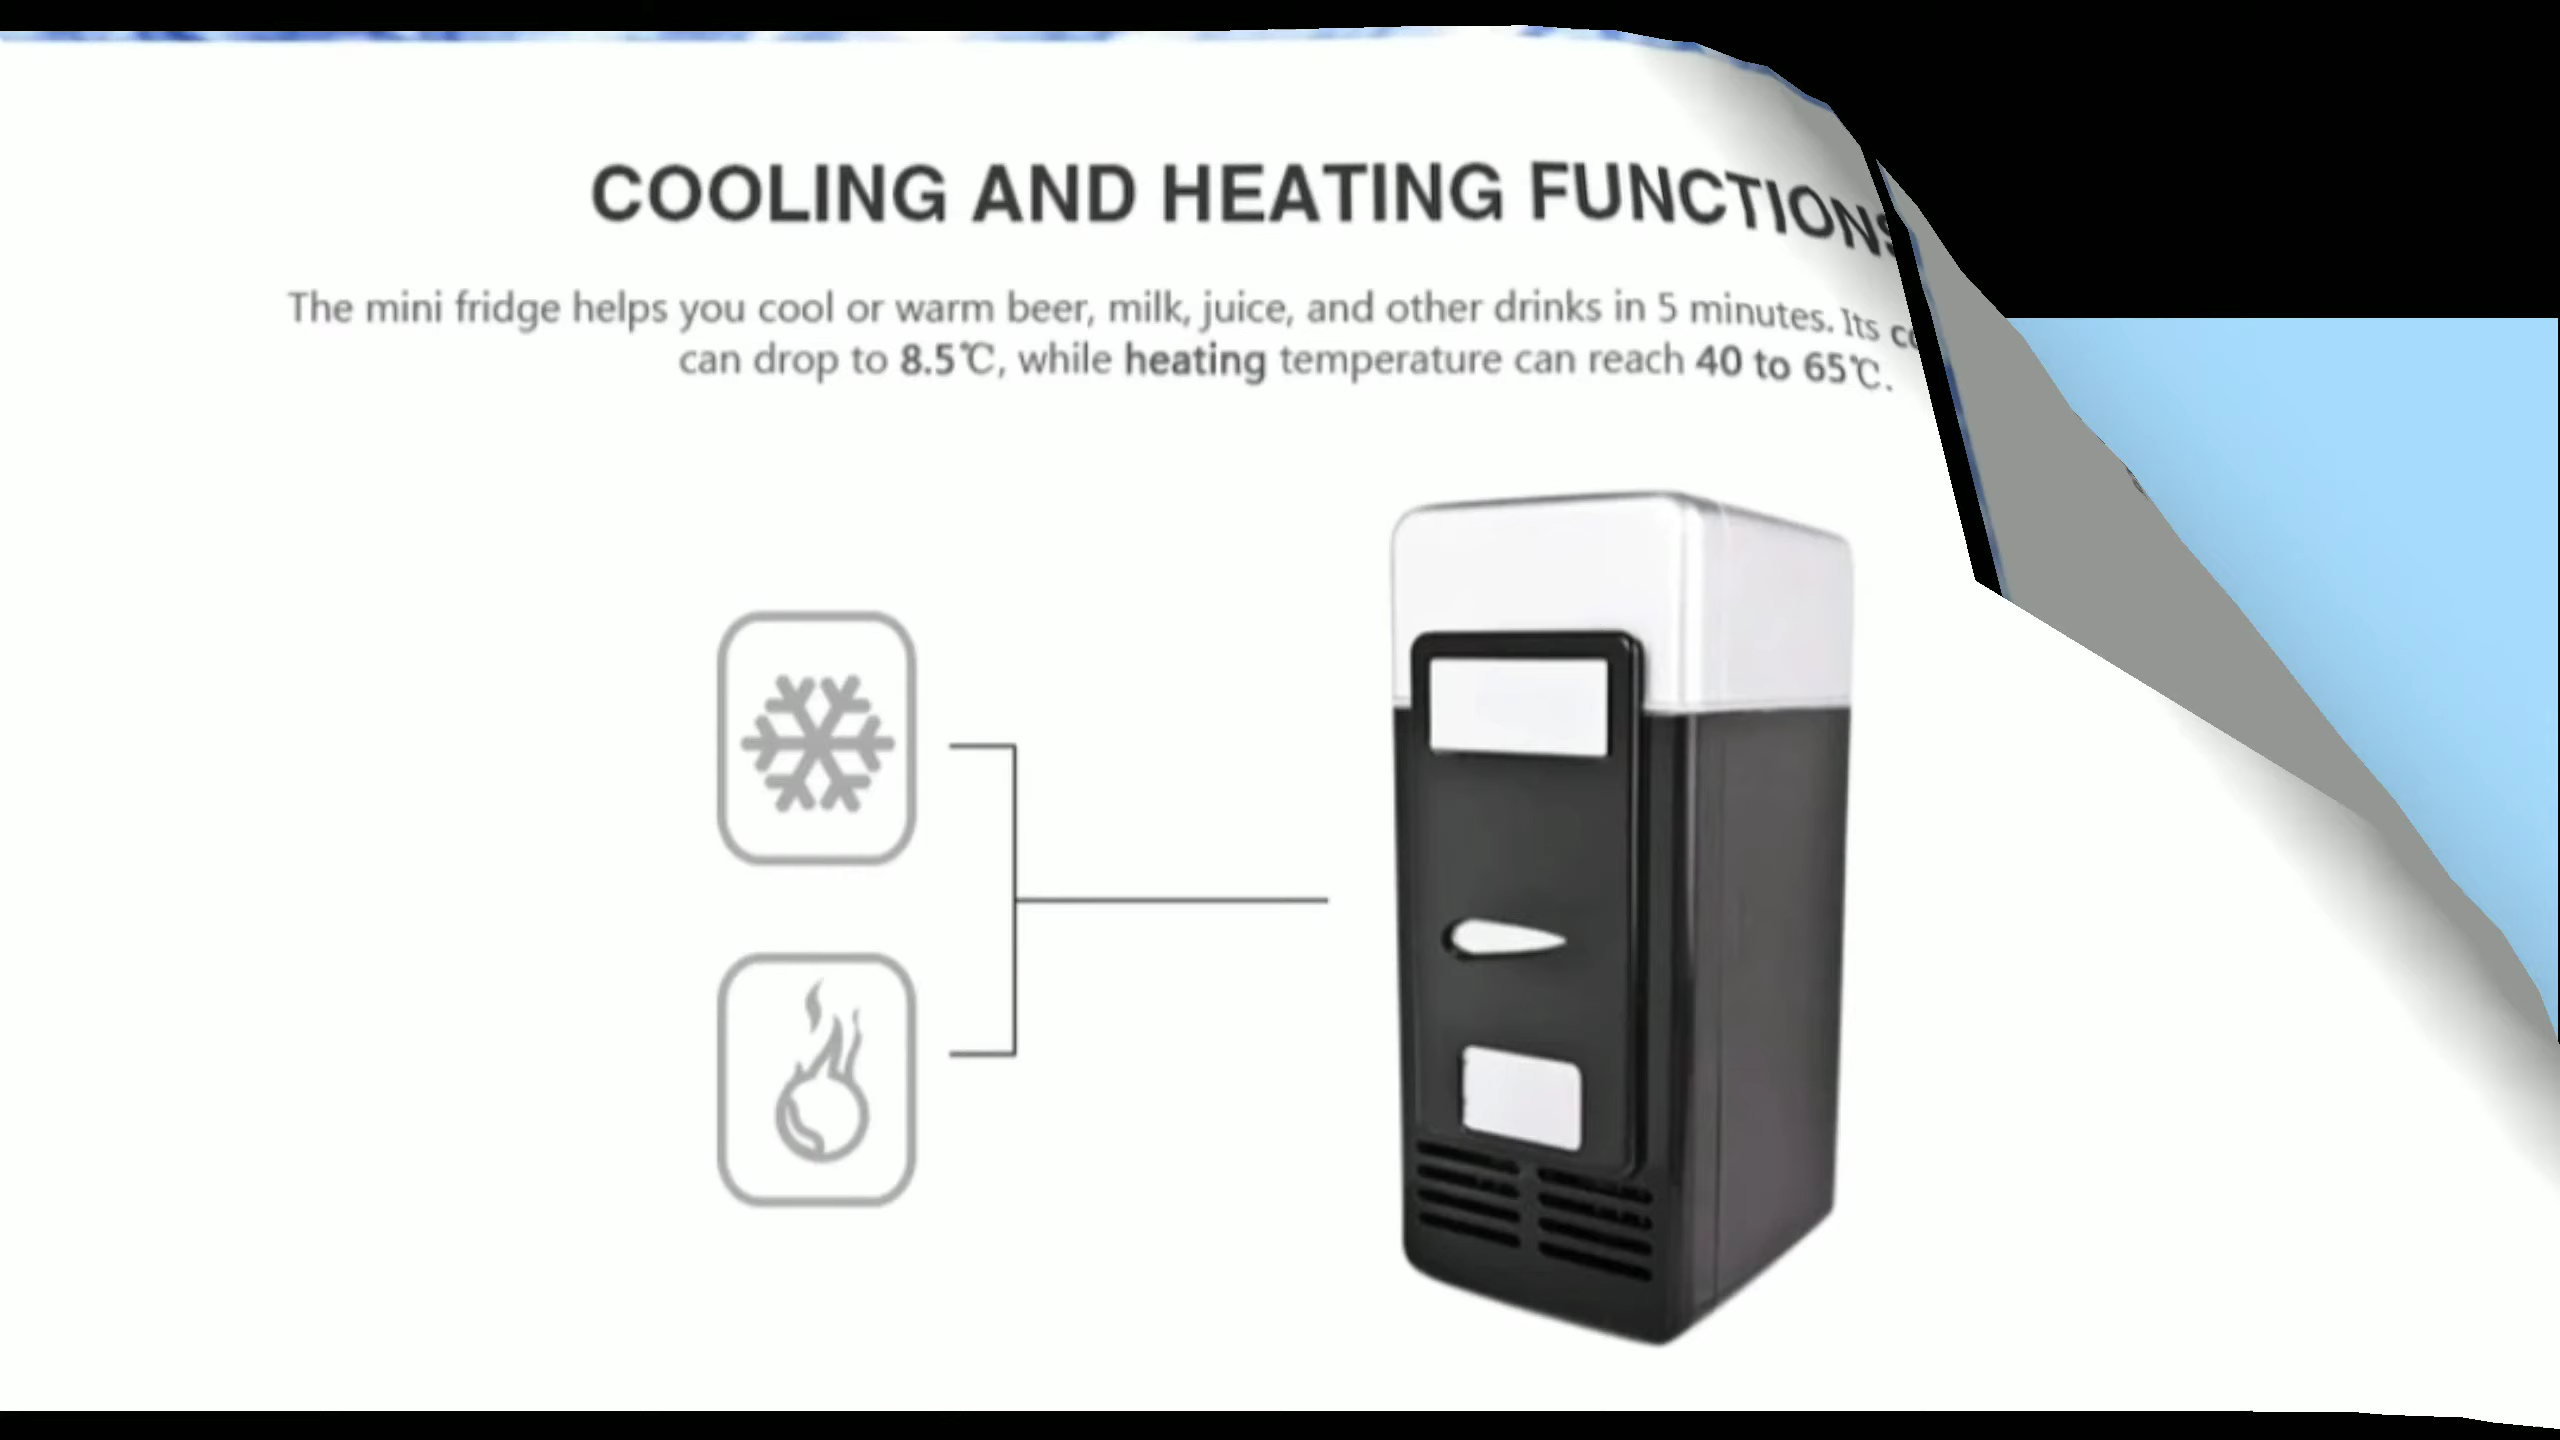 COOLING AND HEATING FUNCTIONS
The mini fridge helps you cool or warm beer, milk, juice, and other drinks in 5 minutes. Its
can drop to 8.5℃, while heating temperature can reach 40 to 65℃.